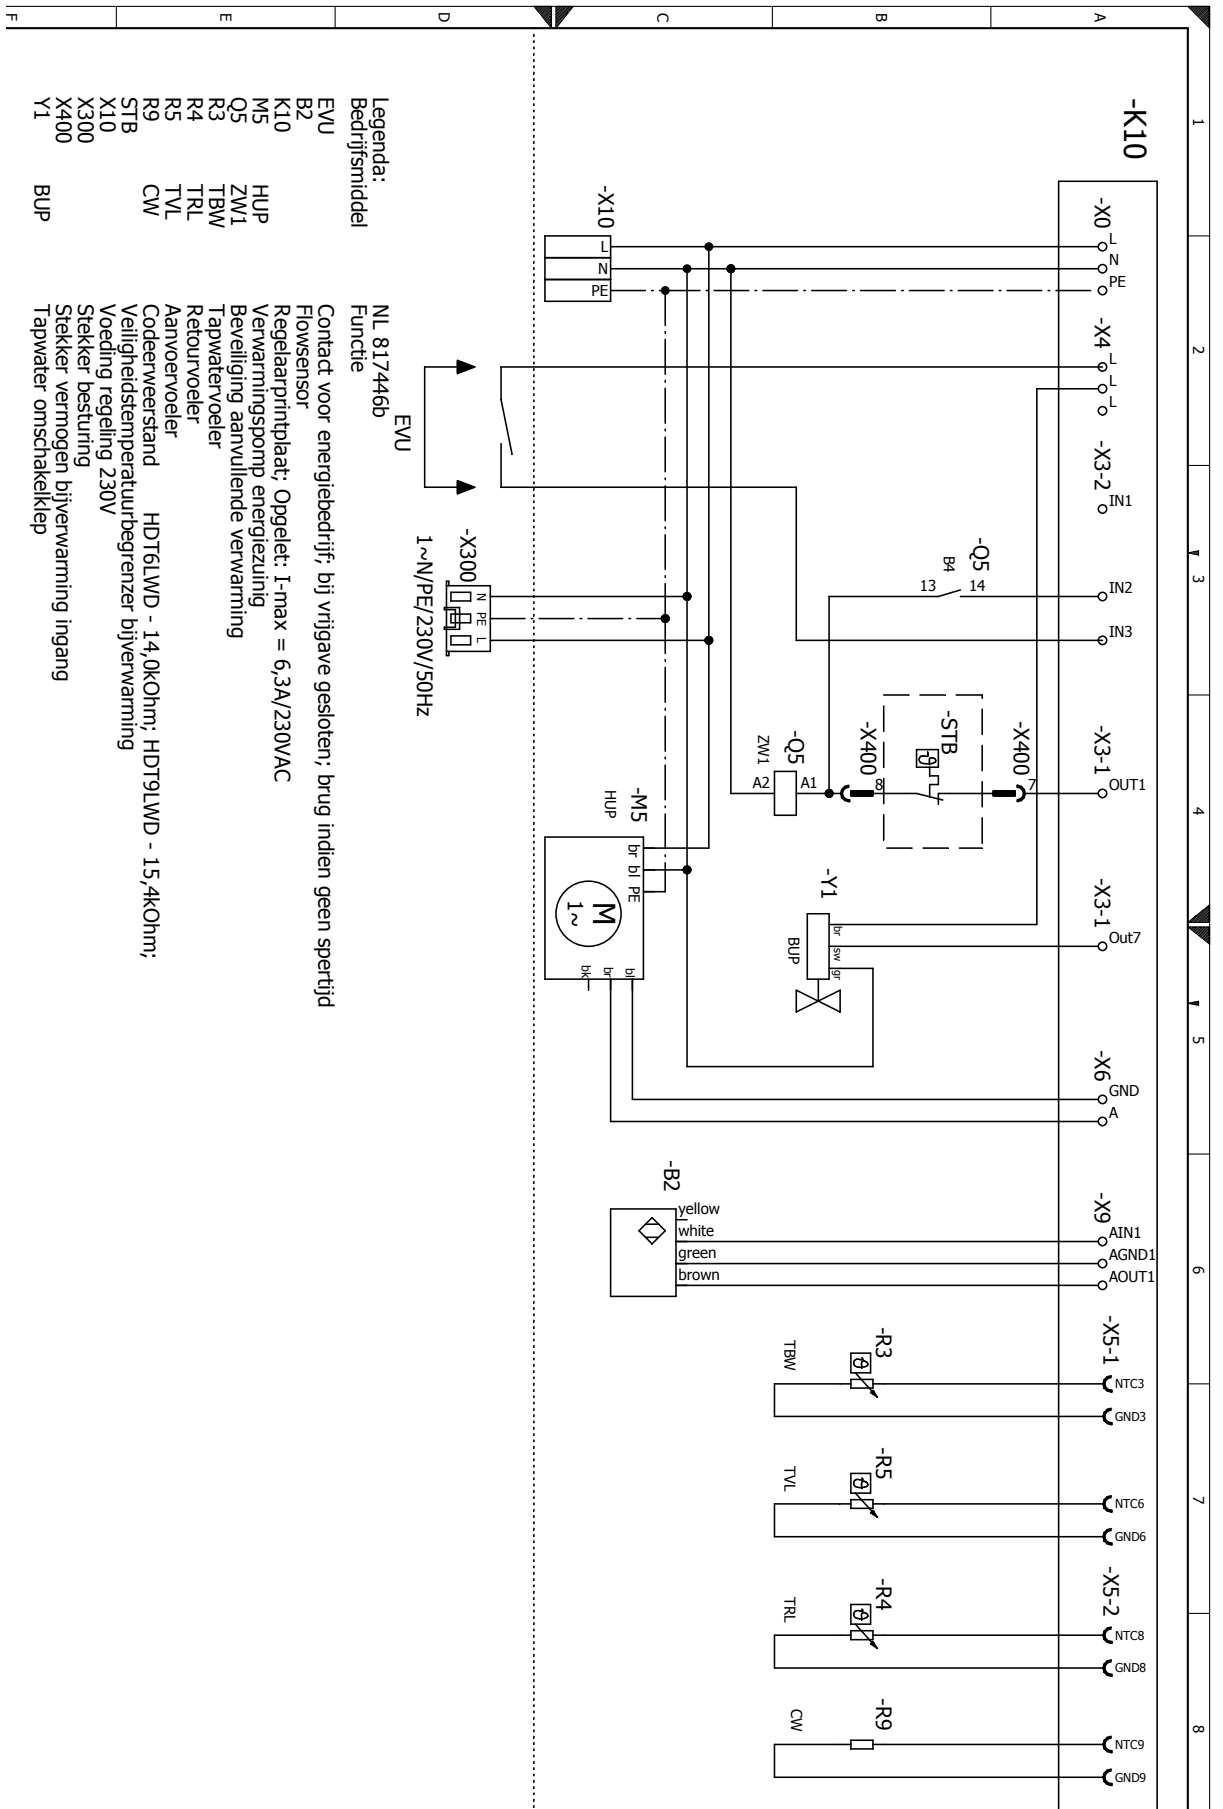 1
2
3
4
5
6
7
8
A
B
C
D
E
F
-K10
-X0
L
N
PE
-X4
L
L
L
-X3-2
IN1
IN2
IN3
-X3-1
OUT1
-X3-1
Out7
-X6
GND
A
-X9
AIN1
AGND1
AOUT1
-X5-1
NTC3
GND3
NTC6
GND6
-X5-2
NTC8
GND8
NTC9
GND9
-Q5
B4
13
14
-X400
7
-STB
ϑ
-X400
8
-Q5
ZW1
A2
A1
-Y1
BUP
br
sw
gr
-R3
ϑ
TBW
-R5
ϑ
TVL
-R4
ϑ
TRL
-R9
CW
-X10
L
N
PE
-M5
HUP
br
bl
PE
M
1~
bk
br
bl
-B2
yellow
white
green
brown
EVU
-X300
N
PE
L
1~N/PE/230V/50Hz
Legenda: NL 817446b
Bedrijfsmiddel Functie
EVU Contact voor energiebedrijf; bij vrijgave gesloten; brug indien geen spertijd
B2 Flowsensor
K10 Regelaarprintplaat; Opgelet: I-max = 6,3A/230VAC
M5 HUP Verwarmingspomp energiezuinig
Q5 ZW1 Beveiliging aanvullende verwarming
R3 TBW Tapwatervoeler
R4 TRL Retourvoeler
R5 TVL Aanvoervoeler
R9 CW Codeerweerstand HDT6LWD - 14,0kOhm; HDT9LWD - 15,4kOhm;
STB Veiligheidstemperatuurbegrenzer bijverwarming
X10 Voeding regeling 230V
X300 Stekker besturing
X400 Stekker vermogen bijverwarming ingang
Y1 BUP Tapwater omschakelklep